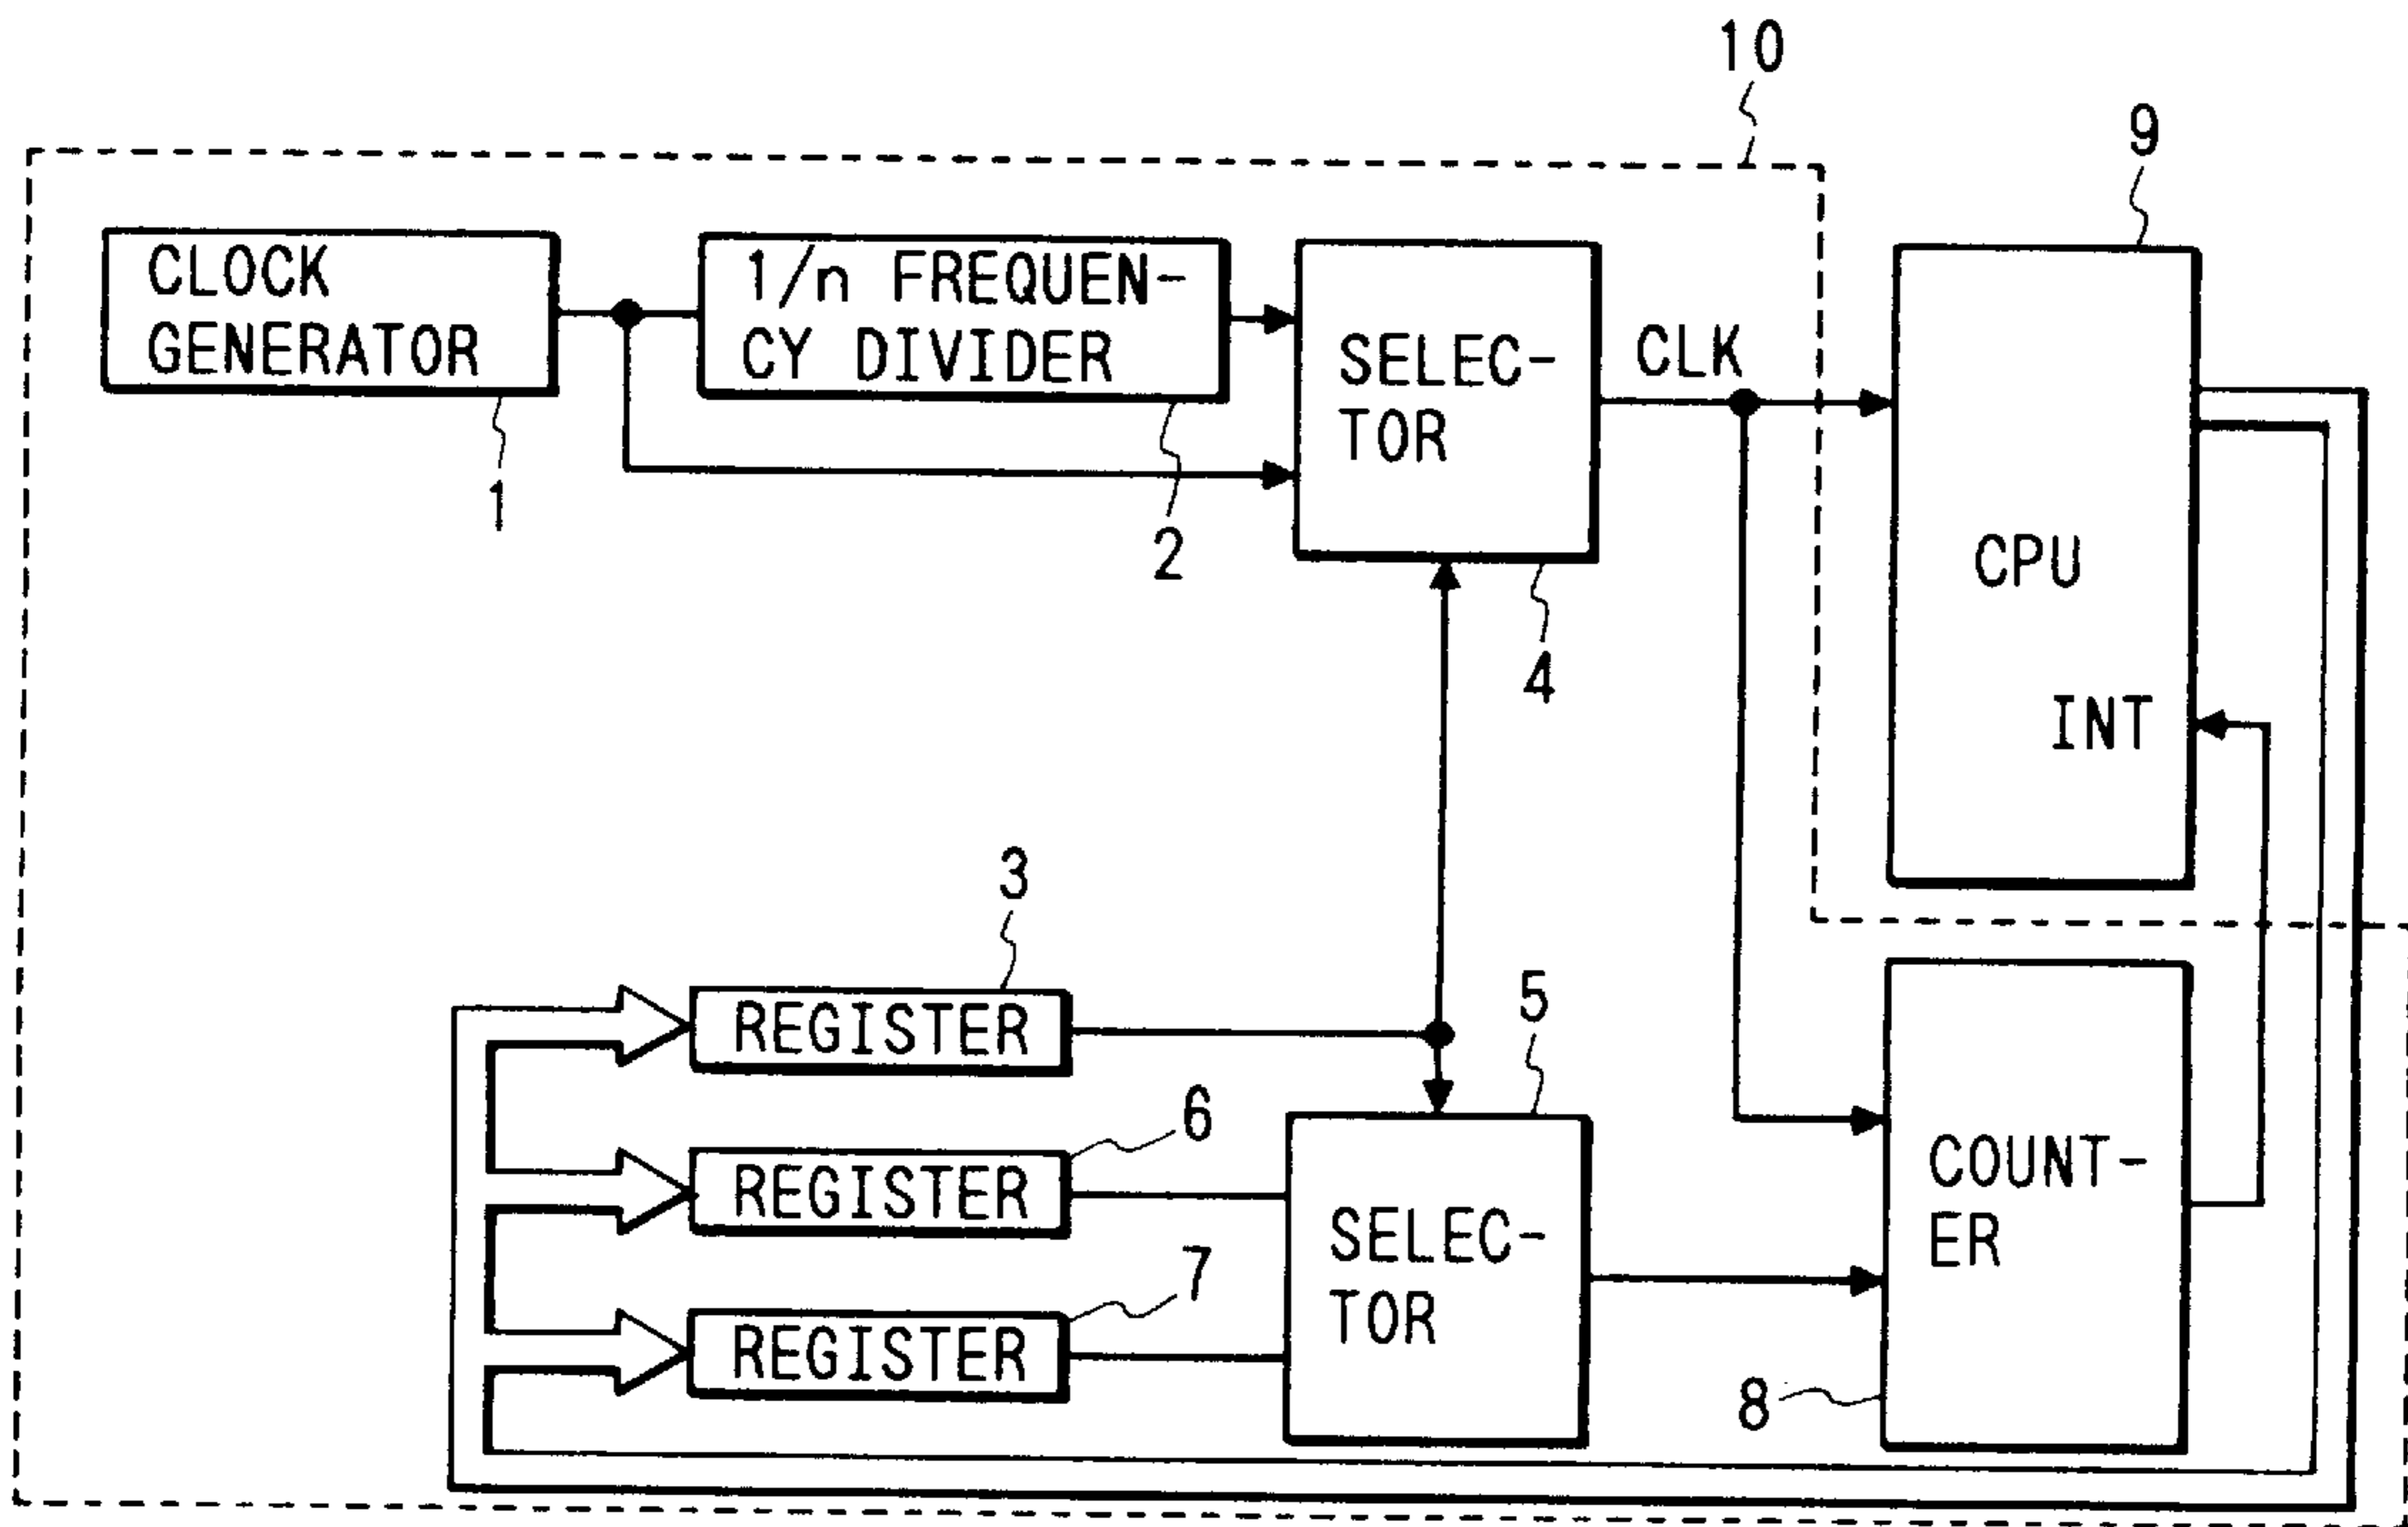 10
9
CLOCK
GENERATOR
1
1/n FREQUEN-
CY DIVIDER
2
SELEC-
TOR
4
CLK
CPU
INT
3
REGISTER
6
REGISTER
7
REGISTER
5
SELEC-
TOR
COUNT-
ER
8